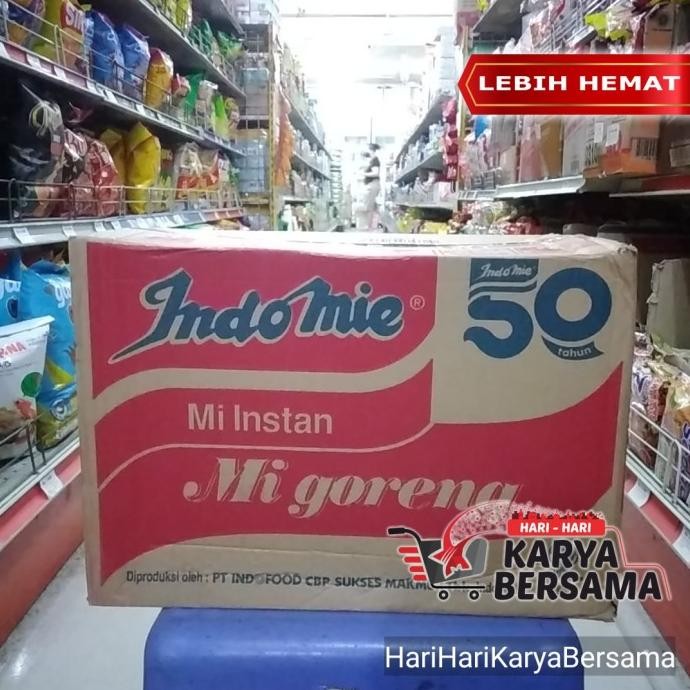 LEBIH HEMAT
Indomie®
Indomie
50
tahun
Mi Instan
Mi goreng
HARI - HARI
KARYA
BERSAMA
Diproduksi oleh : PT INDOFOOD CBP SUKSES MAKMUR
HariHariKaryaBersama